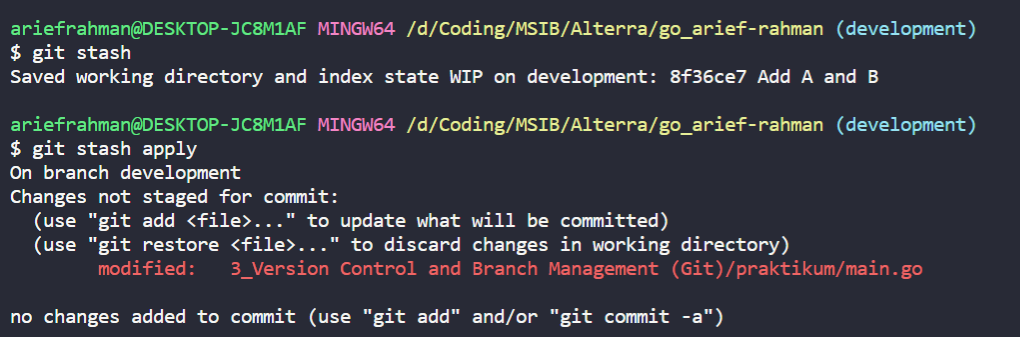 ariefrahman@DESKTOP-JC8M1AF MINGW64 /d/Coding/MSIB/Alterra/go_arief-rahman (development)
$ git stash
Saved working directory and index state WIP on development: 8f36ce7 Add A and B

ariefrahman@DESKTOP-JC8M1AF MINGW64 /d/Coding/MSIB/Alterra/go_arief-rahman (development)
$ git stash apply
On branch development
Changes not staged for commit:
  (use "git add <file>..." to update what will be committed)
  (use "git restore <file>..." to discard changes in working directory)
        modified:   3_Version Control and Branch Management (Git)/praktikum/main.go

no changes added to commit (use "git add" and/or "git commit -a")